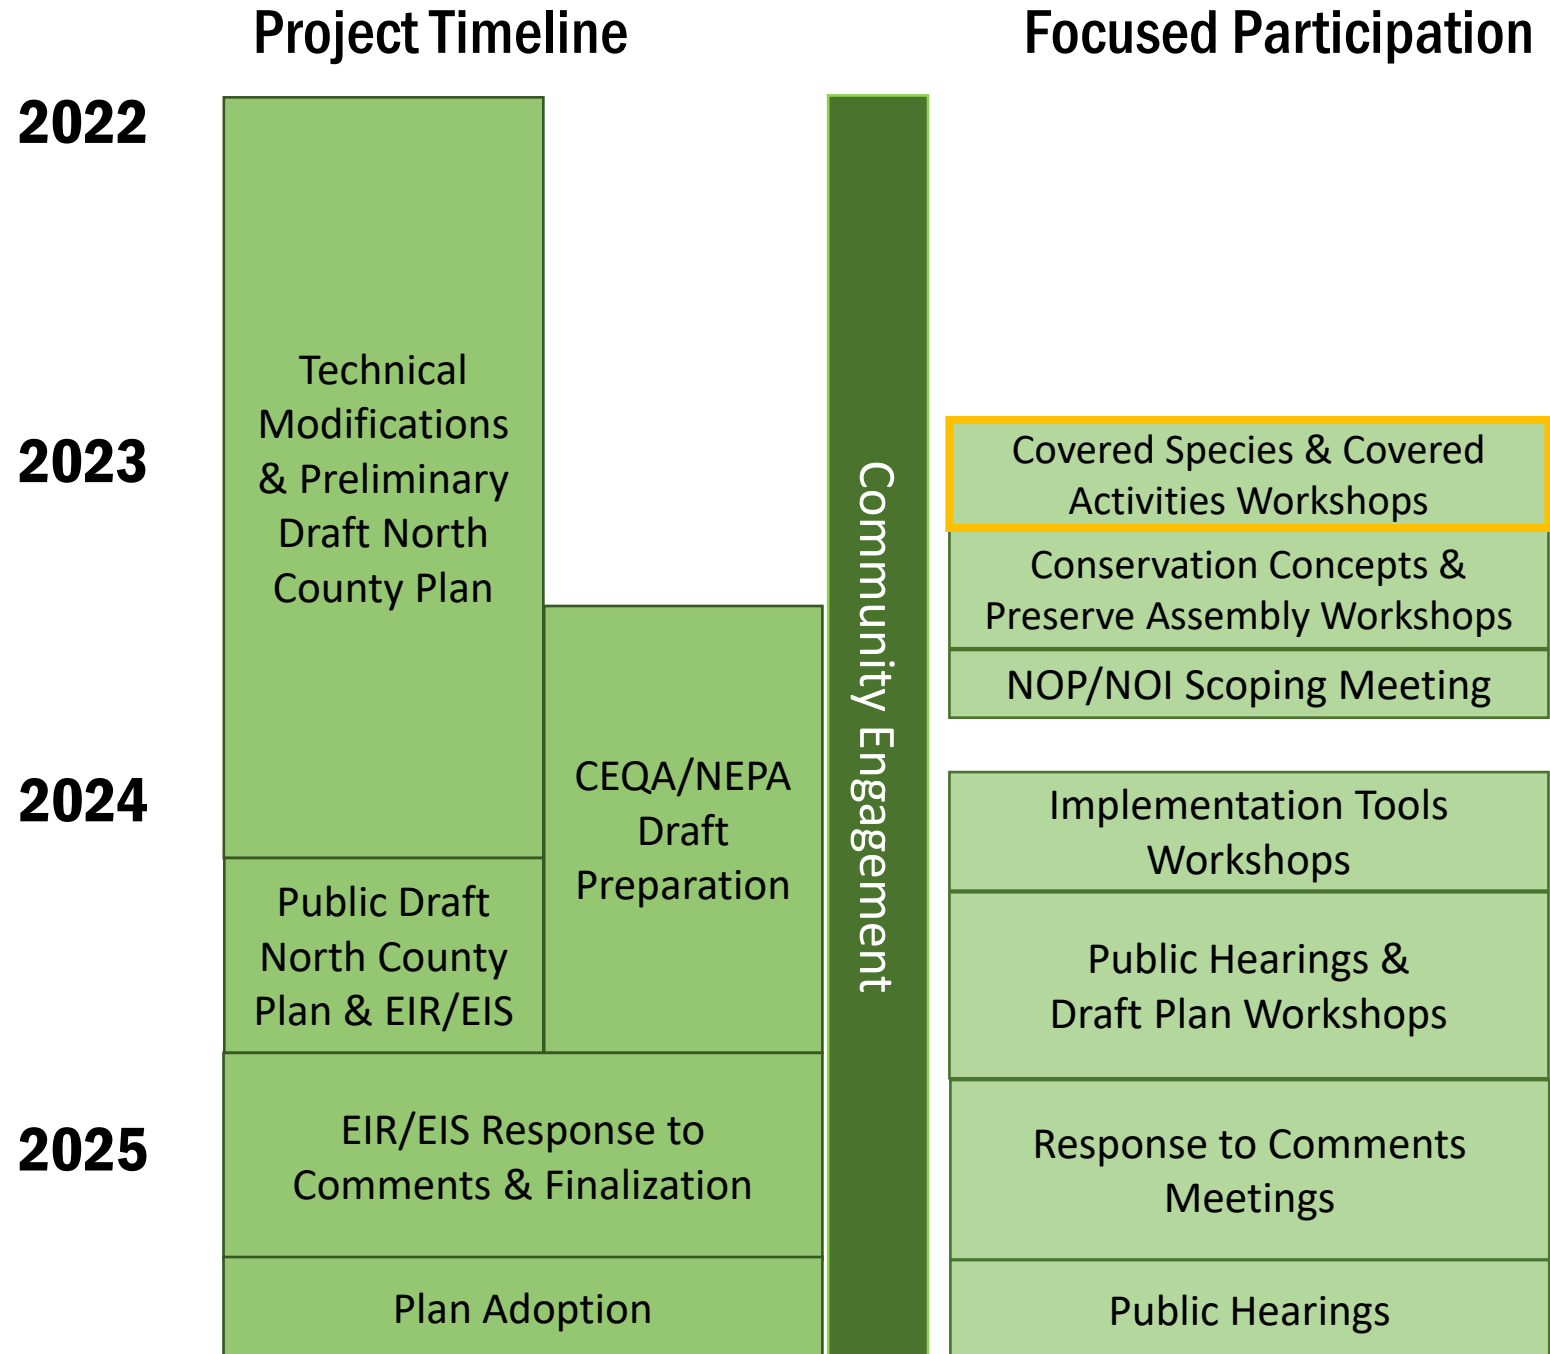 Project Timeline
Focused Participation
2022
2023
2024
2025
Technical
Modifications
& Preliminary
Draft North
County Plan
Public Draft
North County
Plan & EIR/EIS
CEQA/NEPA
Draft
Preparation
EIR/EIS Response to
Comments & Finalization
Plan Adoption
Community Engagement
Covered Species & Covered
Activities Workshops
Conservation Concepts &
Preserve Assembly Workshops
NOP/NOI Scoping Meeting
Implementation Tools
Workshops
Public Hearings &
Draft Plan Workshops
Response to Comments
Meetings
Public Hearings